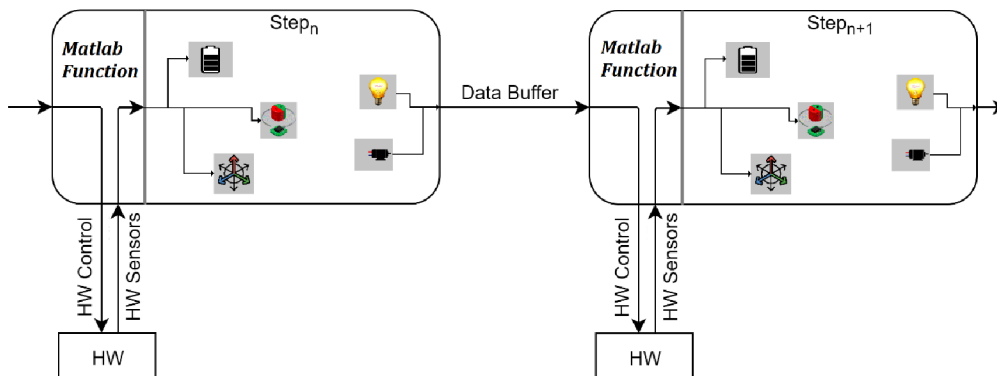 Step n
Matlab
Function
Data Buffer
HW Control
HW Sensors
HW
Step n+1
Matlab
Function
HW Control
HW Sensors
HW